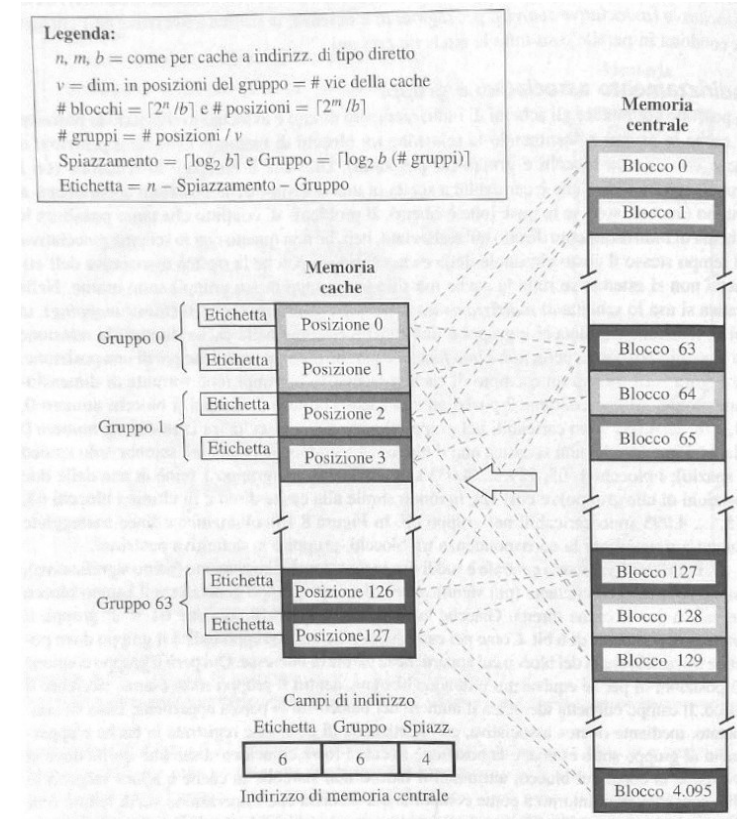 Legenda:
n, m, b = come per cache a indirizz. di tipo diretto
v = dim. in posizioni del gruppo = # vie della cache
# blocchi = ⌈2ⁿ /b⌉ e # posizioni = ⌈2ⁿ /b⌉
# gruppi = # posizioni / v
Spiazzamento = ⌈log₂ b⌉ e Gruppo = ⌈log₂ b (# gruppi)⌉
Etichetta = n – Spiazzamento – Gruppo
Memoria
centrale
Blocco 0
Blocco 1
Blocco 63
Blocco 64
Blocco 65
Blocco 127
Blocco 128
Blocco 129
Blocco 4.095
Memoria
cache
Gruppo 0
Etichetta
Posizione 0
Etichetta
Posizione 1
Gruppo 1
Etichetta
Posizione 2
Etichetta
Posizione 3
Gruppo 63
Etichetta
Posizione 126
Etichetta
Posizione127
Campi di indirizzo
Etichetta Gruppo Spiazz.
6 6 4
Indirizzo di memoria centrale